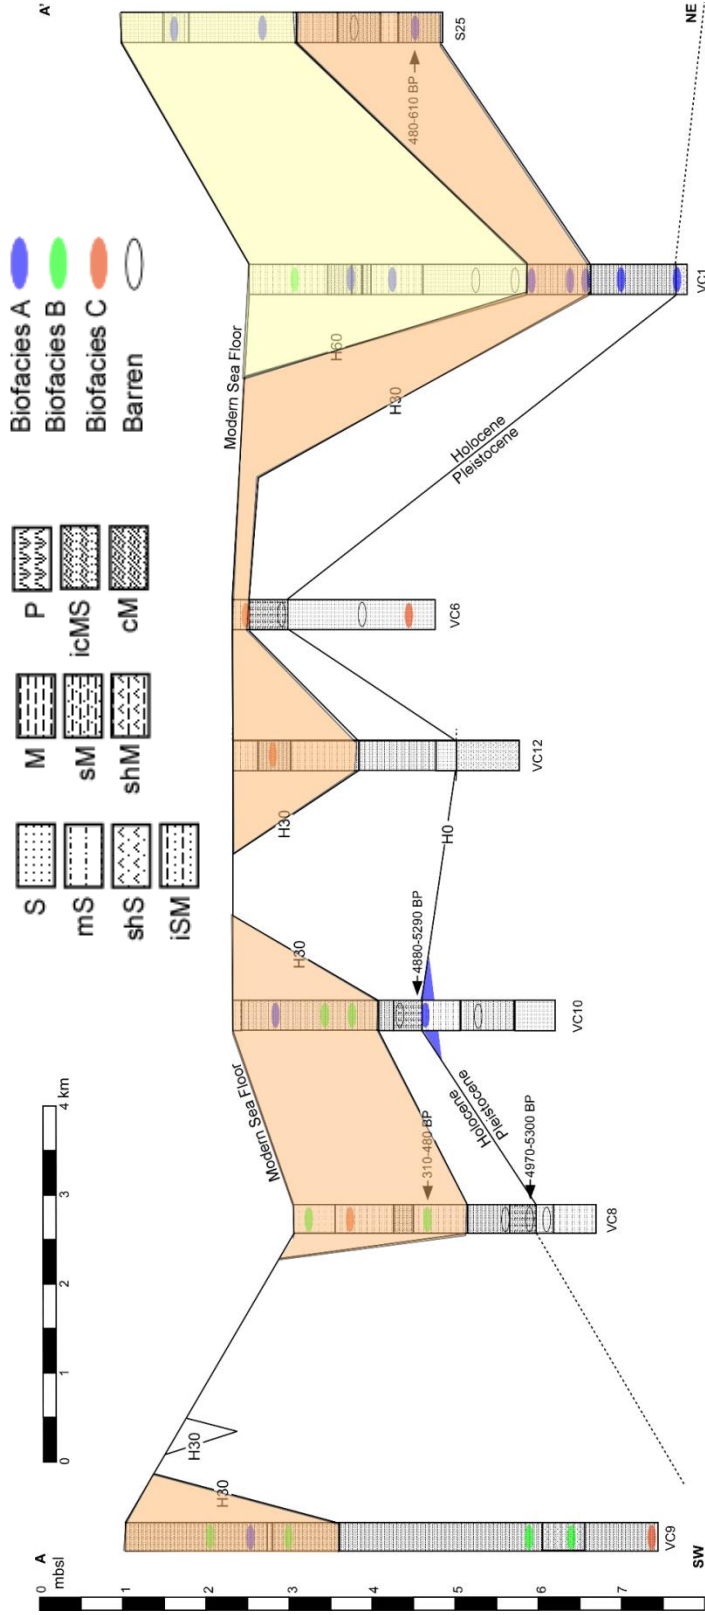 A
A'
0
mbsl
1
2
3
4
5
6
7
0
1
2
3
4 km
S
mS
shS
iSM
M
sM
shM
P
icMS
cM
Biofacies A
Biofacies B
Biofacies C
Barren
Modern Sea Floor
Modern Sea Floor
H30
H30
H30
H30
H30
H60
H0
310-480 BP
4970-5300 BP
4880-5290 BP
480-610 BP
Holocene
Pleistocene
Holocene
Pleistocene
VC9
VC8
VC10
VC12
VC6
VC1
S25
SW
NE